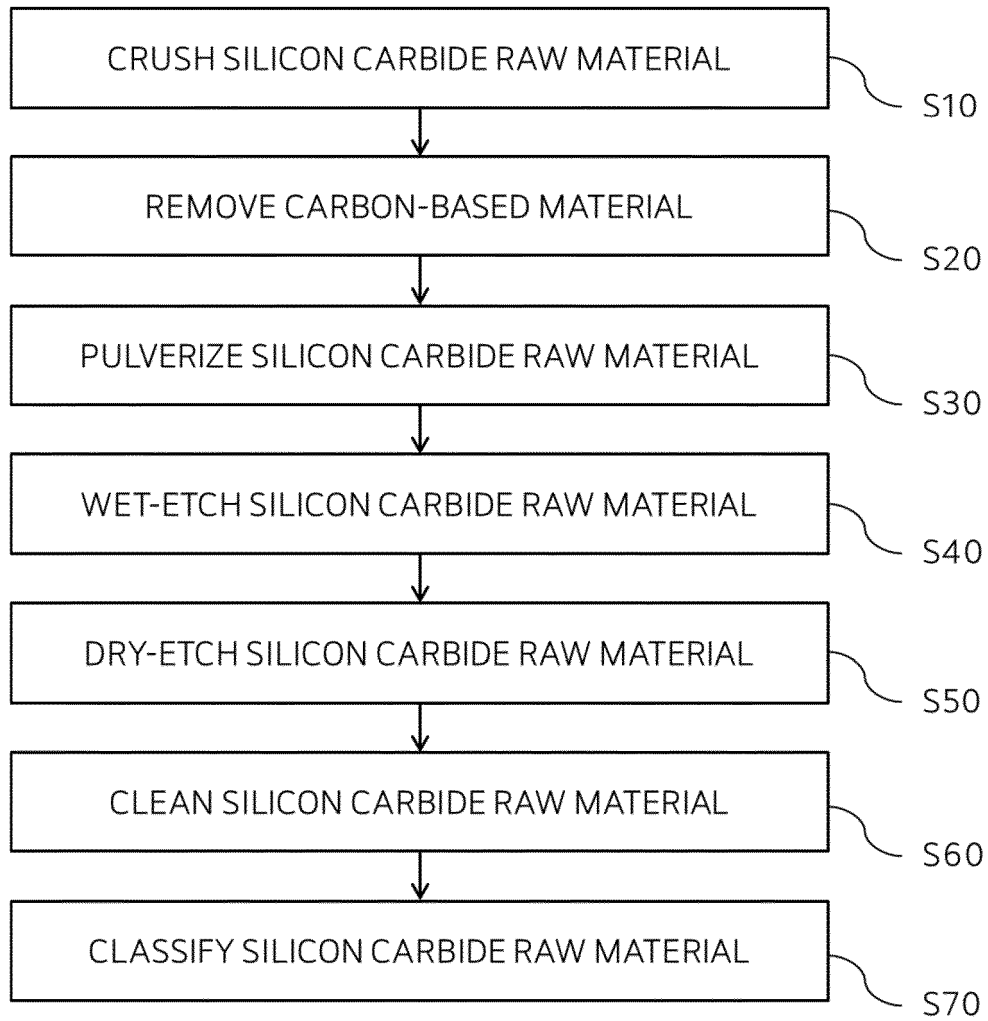 CRUSH SILICON CARBIDE RAW MATERIAL
S10
REMOVE CARBON-BASED MATERIAL
S20
PULVERIZE SILICON CARBIDE RAW MATERIAL
S30
WET-ETCH SILICON CARBIDE RAW MATERIAL
S40
DRY-ETCH SILICON CARBIDE RAW MATERIAL
S50
CLEAN SILICON CARBIDE RAW MATERIAL
S60
CLASSIFY SILICON CARBIDE RAW MATERIAL
S70